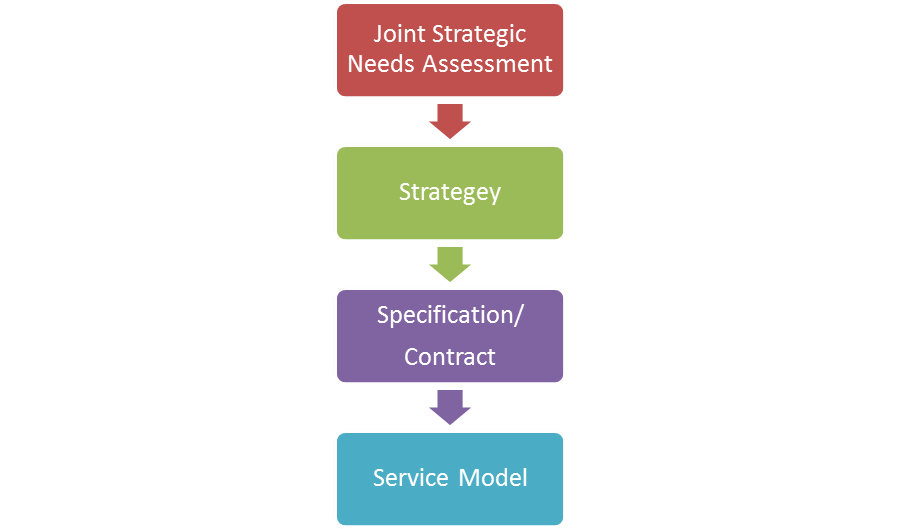 Joint Strategic
Needs Assessment
Strategey
Specification/
Contract
Service Model